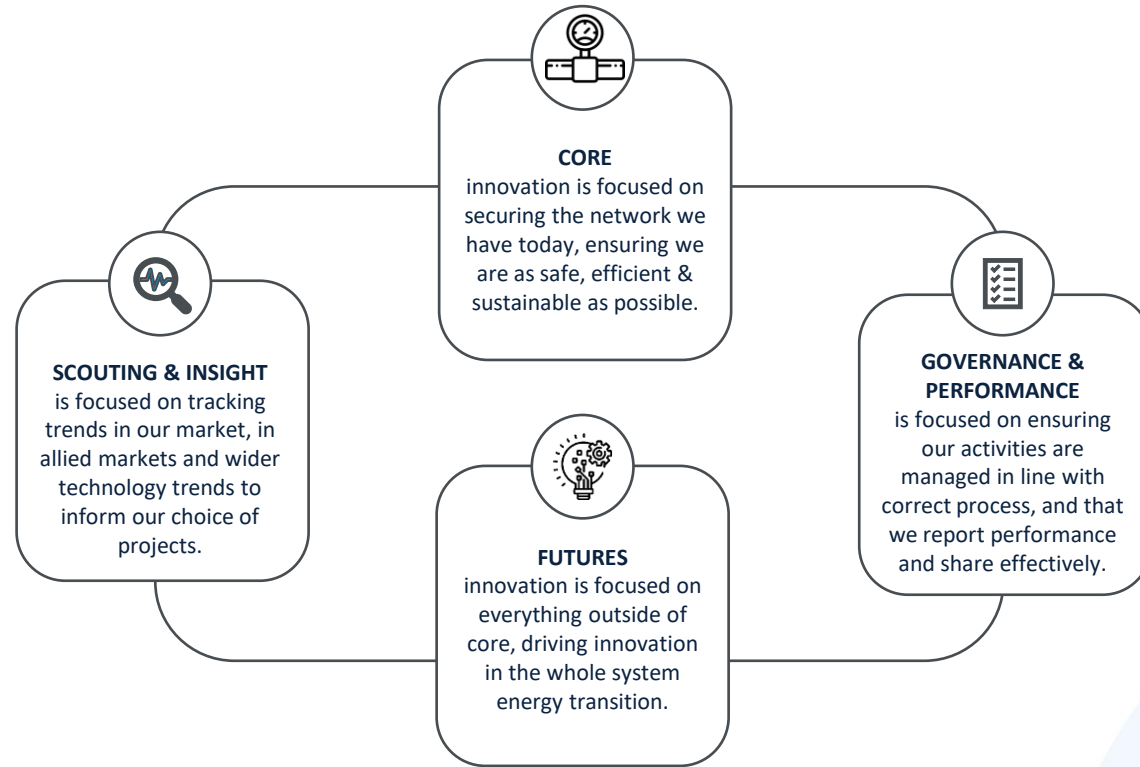 CORE
innovation is focused on
securing the network we
have today, ensuring we
are as safe, efficient &
sustainable as possible.
SCOUTING & INSIGHT
is focused on tracking
trends in our market, in
allied markets and wider
technology trends to
inform our choice of
projects.
GOVERNANCE &
PERFORMANCE
is focused on ensuring
our activities are
managed in line with
correct process, and that
we report performance
and share effectively.
FUTURES
innovation is focused on
everything outside of
core, driving innovation
in the whole system
energy transition.